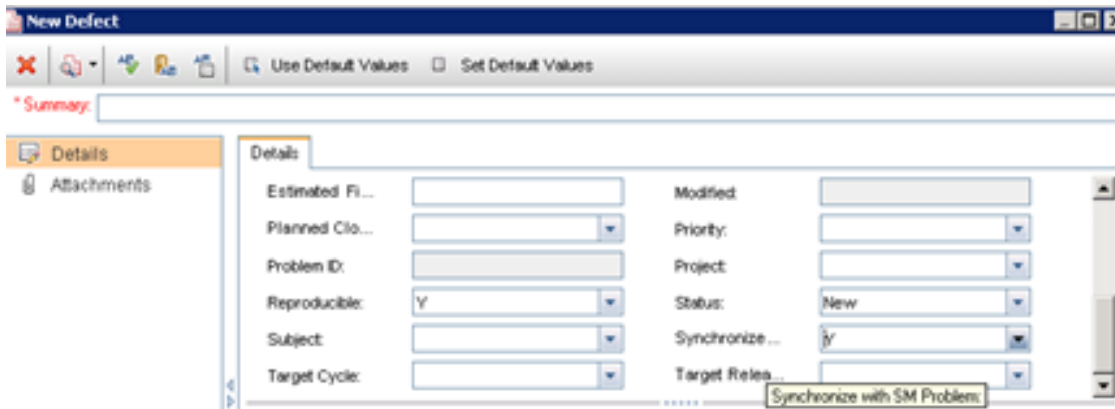 New Defect
Use Default Values Set Default Values
* Summary:
Details
Attachments
Details
Estimated Fi... Modified:
Planned Clo... Priority:
Problem ID: Project:
Reproducible: Y Status: New
Subject: Synchronize... Y
Target Cycle: Target Relea...
Synchronize with SM Problem: